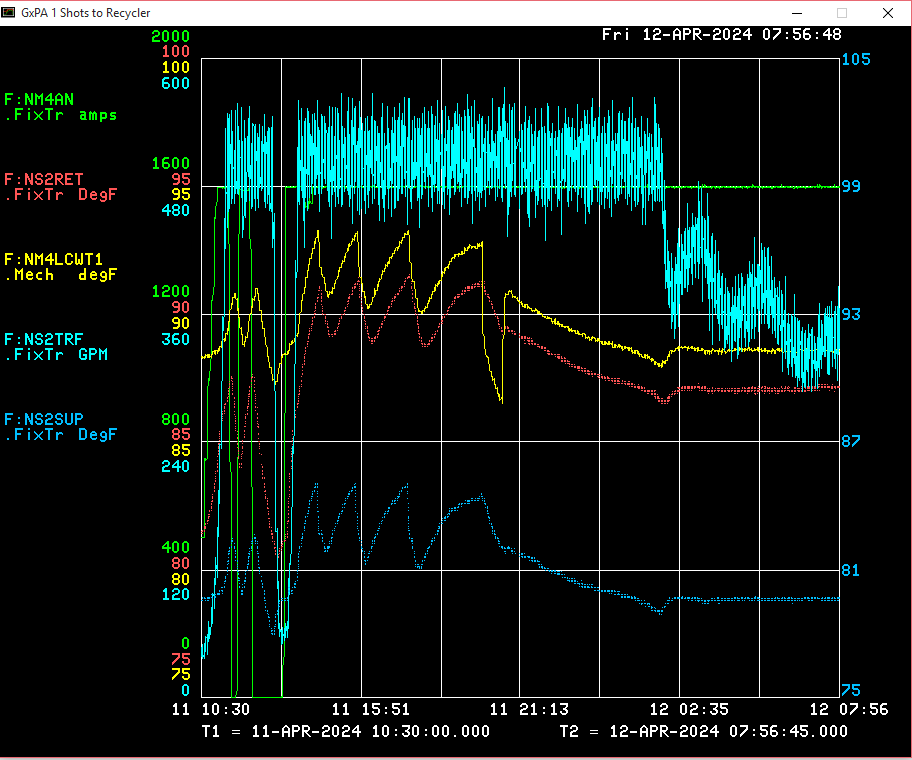 GxPA 1 Shots to Recycler
Fri 12-APR-2024 07:56:48
2000
100
100
600
105
F:NM4AN
.FixTr amps
1600
95
95
480
99
F:NS2RET
.FixTr DegF
F:NM4LCWT1
.Mech degF
1200
90
90
360
93
F:NS2TRF
.FixTr GPM
800
85
85
240
87
F:NS2SUP
.FixTr DegF
400
80
80
120
81
0
75
75
0
75
11 10:30 11 15:51 11 21:13 12 02:35 12 07:56
T1 = 11-APR-2024 10:30:00.000 T2 = 12-APR-2024 07:56:45.000